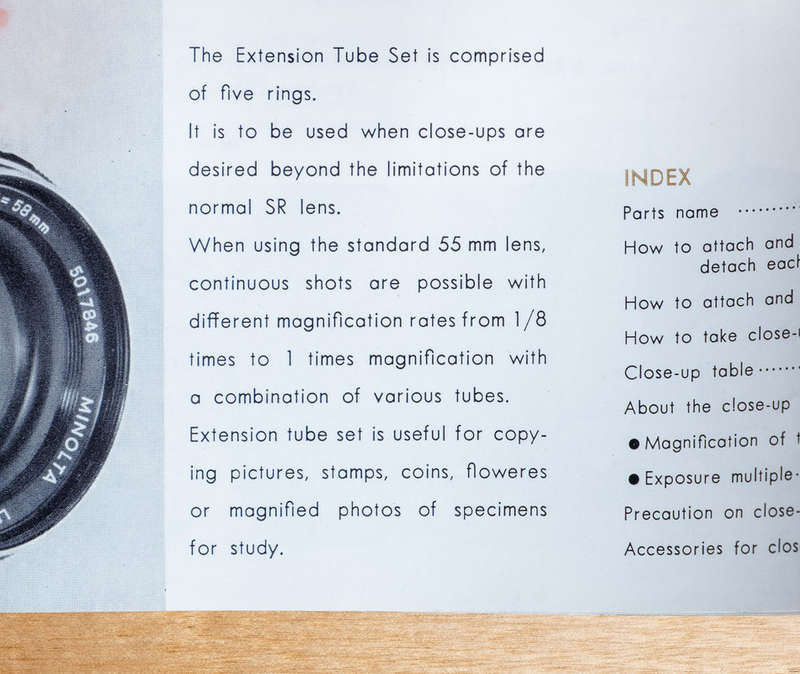 = 58mm
5017846
MINOLTA
The Extension Tube Set is comprised
of five rings.
It is to be used when close-ups are
desired beyond the limitations of the
normal SR lens.
When using the standard 55 mm lens,
continuous shots are possible with
different magnification rates from 1/8
times to 1 times magnification with
a combination of various tubes.
Extension tube set is useful for copy-
ing pictures, stamps, coins, floweres
or magnified photos of specimens
for study.
INDEX
Parts name ··········
How to attach and
detach each
How to attach and
How to take close-
Close-up table ······
About the close-up
● Magnification of
● Exposure multiple·
Precaution on close-
Accessories for clos